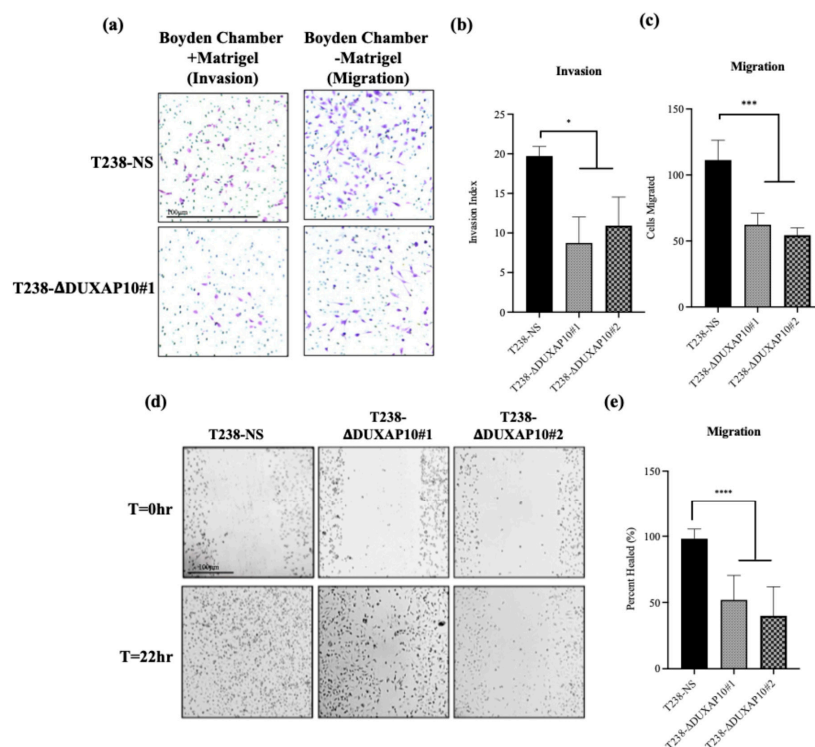 (a)
Boyden Chamber
+Matrigel
(Invasion)
Boyden Chamber
-Matrigel
(Migration)
T238-NS
T238-ΔDUXAP10#1
(b)
Invasion
Invasion Index
20
25
15
10
5
0
*
T238-NS
T238-ΔDUXAP10#1
T238-ΔDUXAP10#2
(c)
Migration
Cells Migrated
150
100
50
0
***
T238-NS
T238-ΔDUXAP10#1
T238-ΔDUXAP10#2
(d)
T238-NS
T238-
ΔDUXAP10#1
T238-
ΔDUXAP10#2
T=0hr
T=22hr
(e)
Migration
Percent Healed (%)
150
100
50
0
****
T238-NS
T238-ΔDUXAP10#1
T238-ΔDUXAP10#2